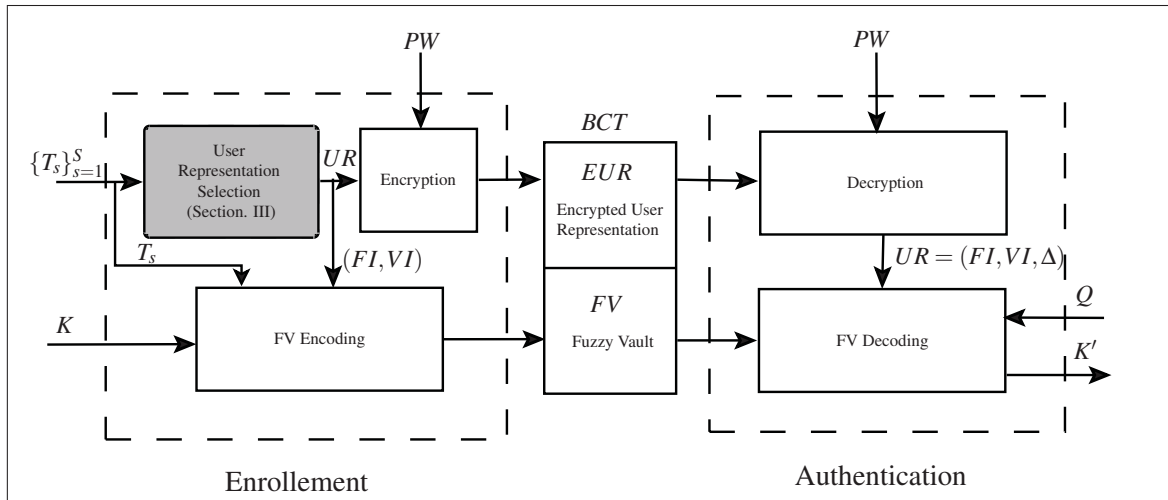 PW
PW
BCT
{T_s}_{s=1}^S
User
Representation
Selection
(Section. III)
UR
Encryption
EUR
Encrypted User
Representation
Decryption
T_s
(FI,VI)
UR = (FI,VI,Δ)
K
FV Encoding
FV
Fuzzy Vault
FV Decoding
Q
K′
Enrollement
Authentication